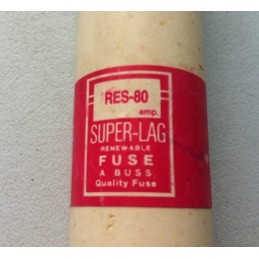 RES-80
amp.
SUPER-LAG
RENEWABLE
FUSE
A BUSS
Quality Fuse